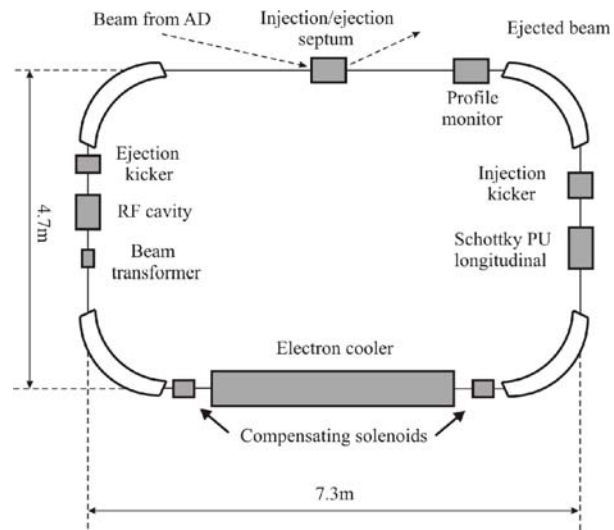 Beam from AD
Injection/ejection
septum
Ejected beam
Profile
monitor
Ejection
kicker
Injection
kicker
RF cavity
4.7m
Beam
transformer
Schottky PU
longitudinal
Electron cooler
Compensating solenoids
7.3m